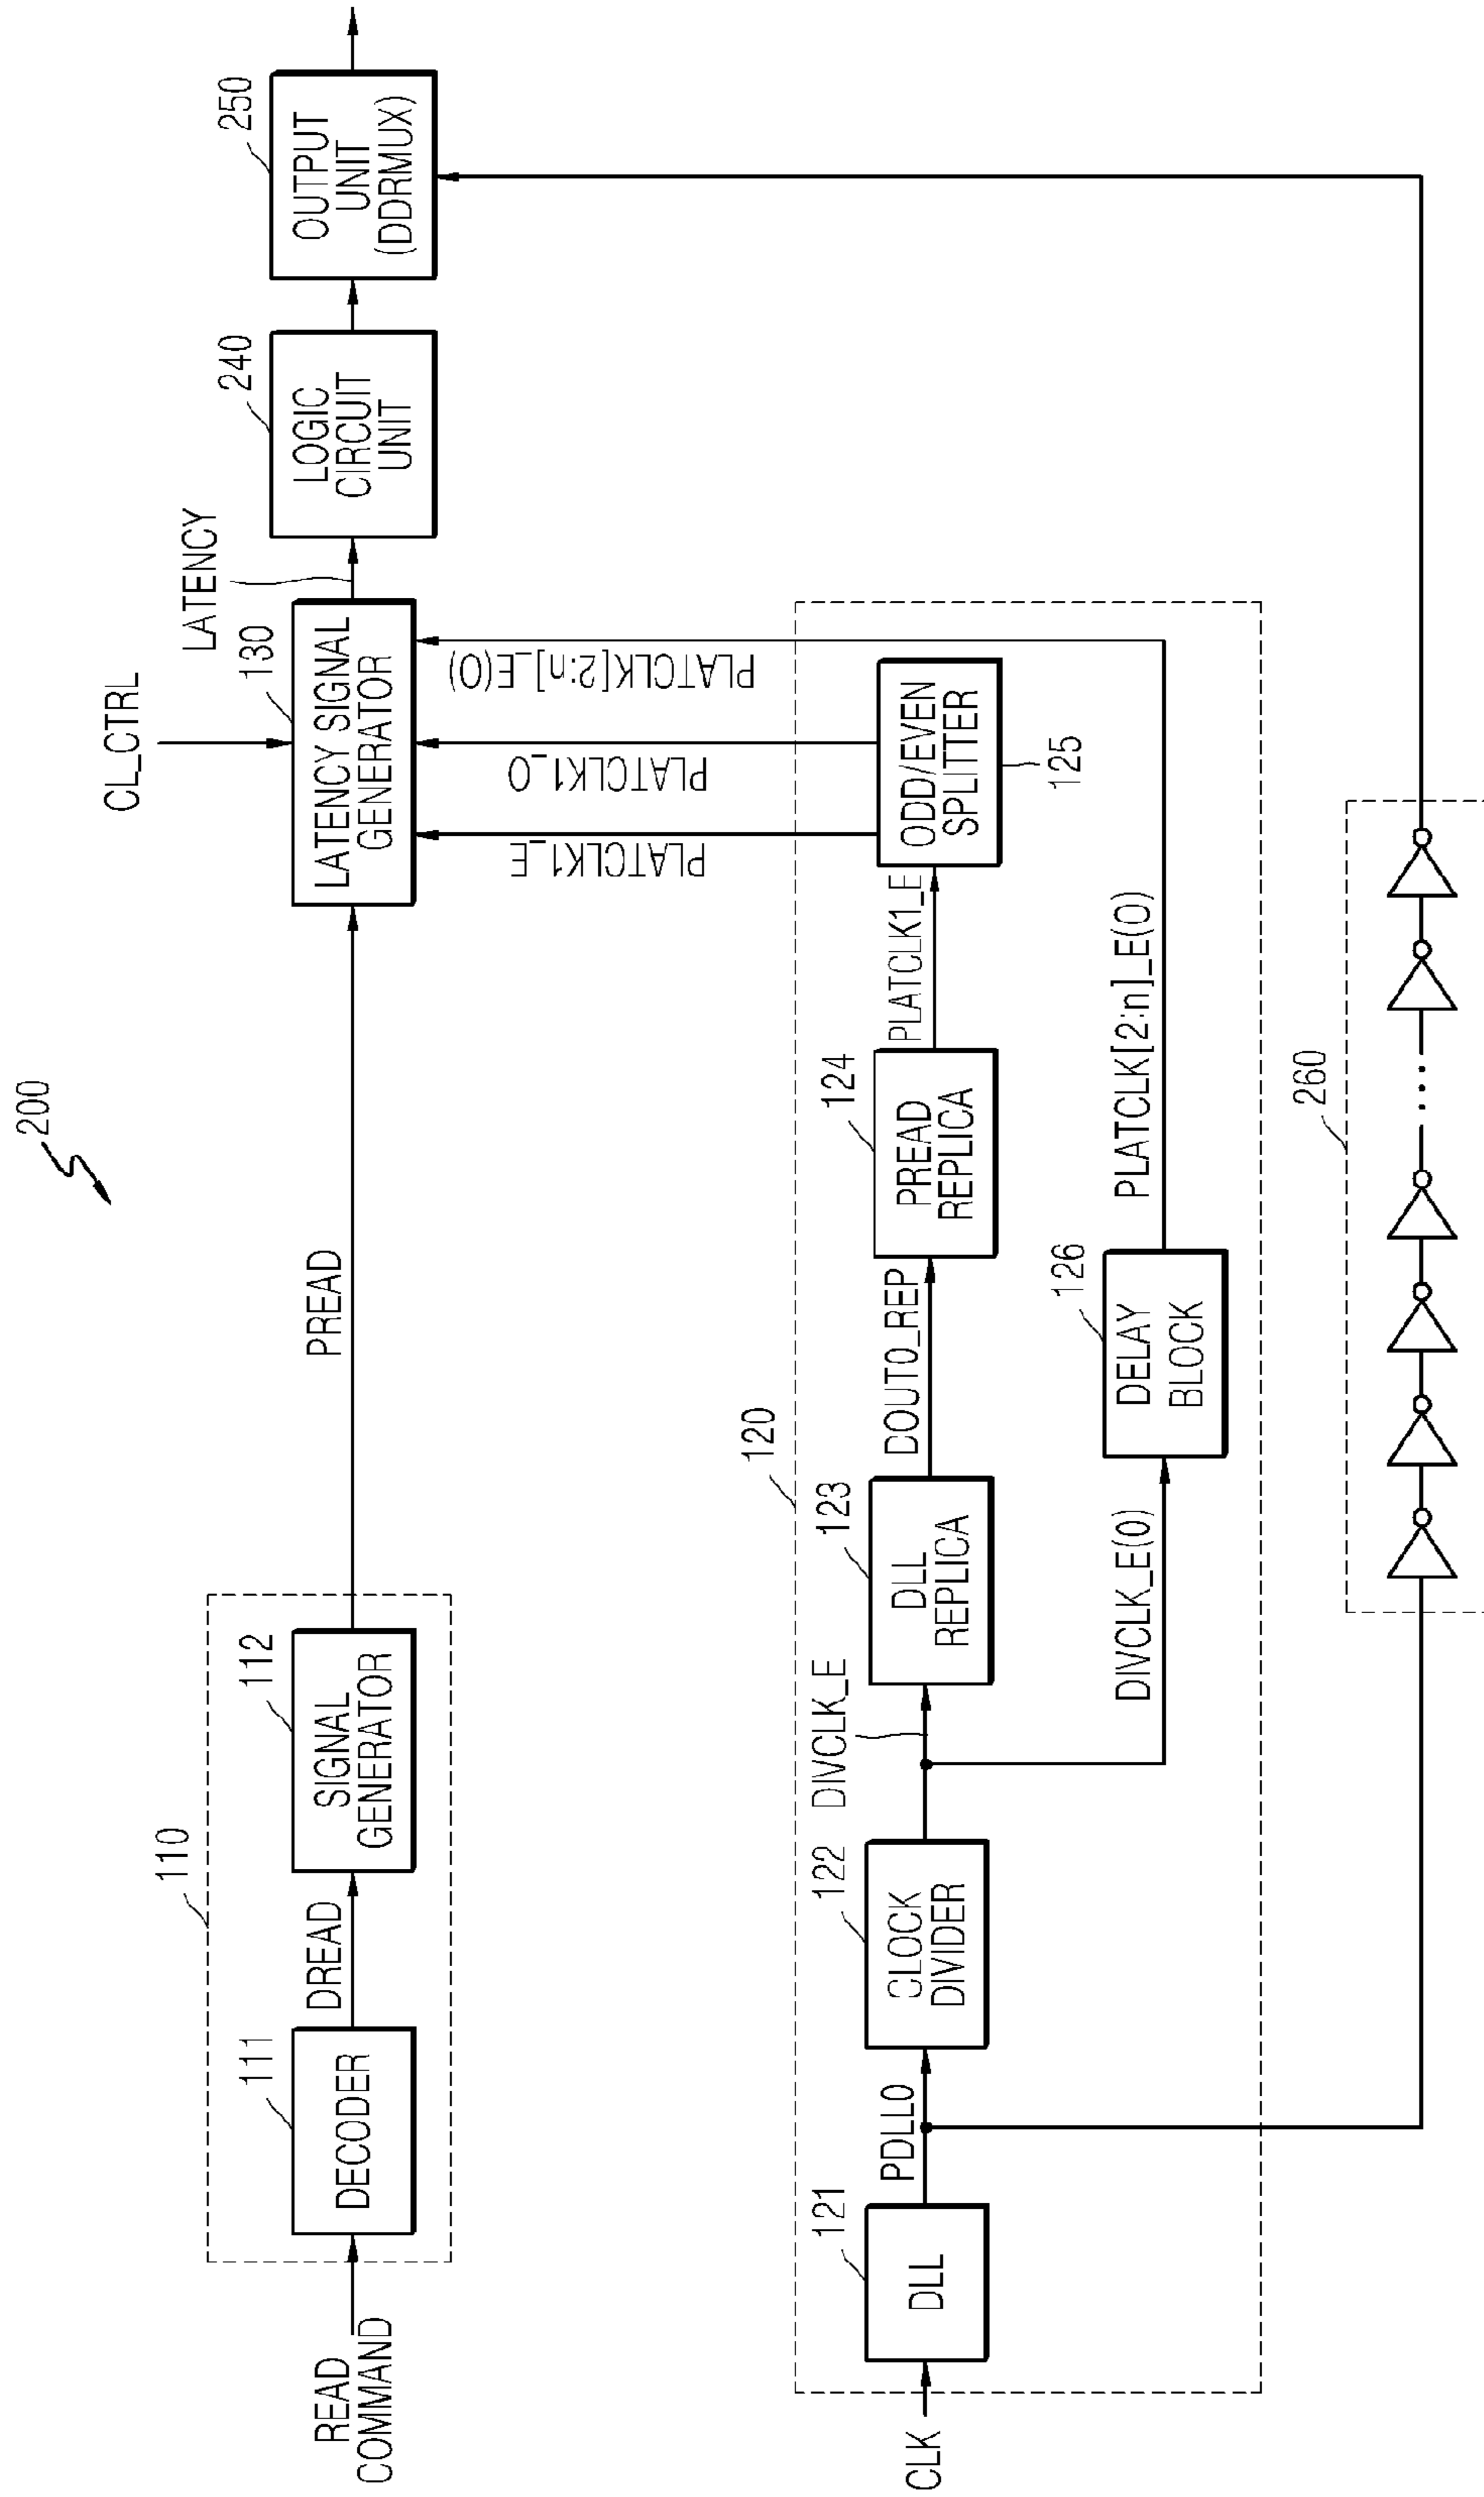 200
CL_CTRL
110
111
112
130
LATENCY
240
250
READ
COMMAND
DECODER
DREAD
SIGNAL
GENERATOR
PREAD
LATENCY SIGNAL
GENERATOR
LOGIC
CIRCUIT
UNIT
OUTPUT
UNIT
(DDRMUX)
PLATCLK1_E
PLATCLK1_O
PLATCLK[2:n]_E(O)
120
121
122
DIVCLK_E
123
124
CLK
DLL
PDLLO
CLOCK
DIVIDER
DLL
REPLICA
DOUTO_REP
PREAD
REPLICA
PLATCLK1_E
ODD/EVEN
SPLITTER
125
DIVCLK_E(O)
126
DELAY
BLOCK
PLATCLK[2:n]_E(O)
260